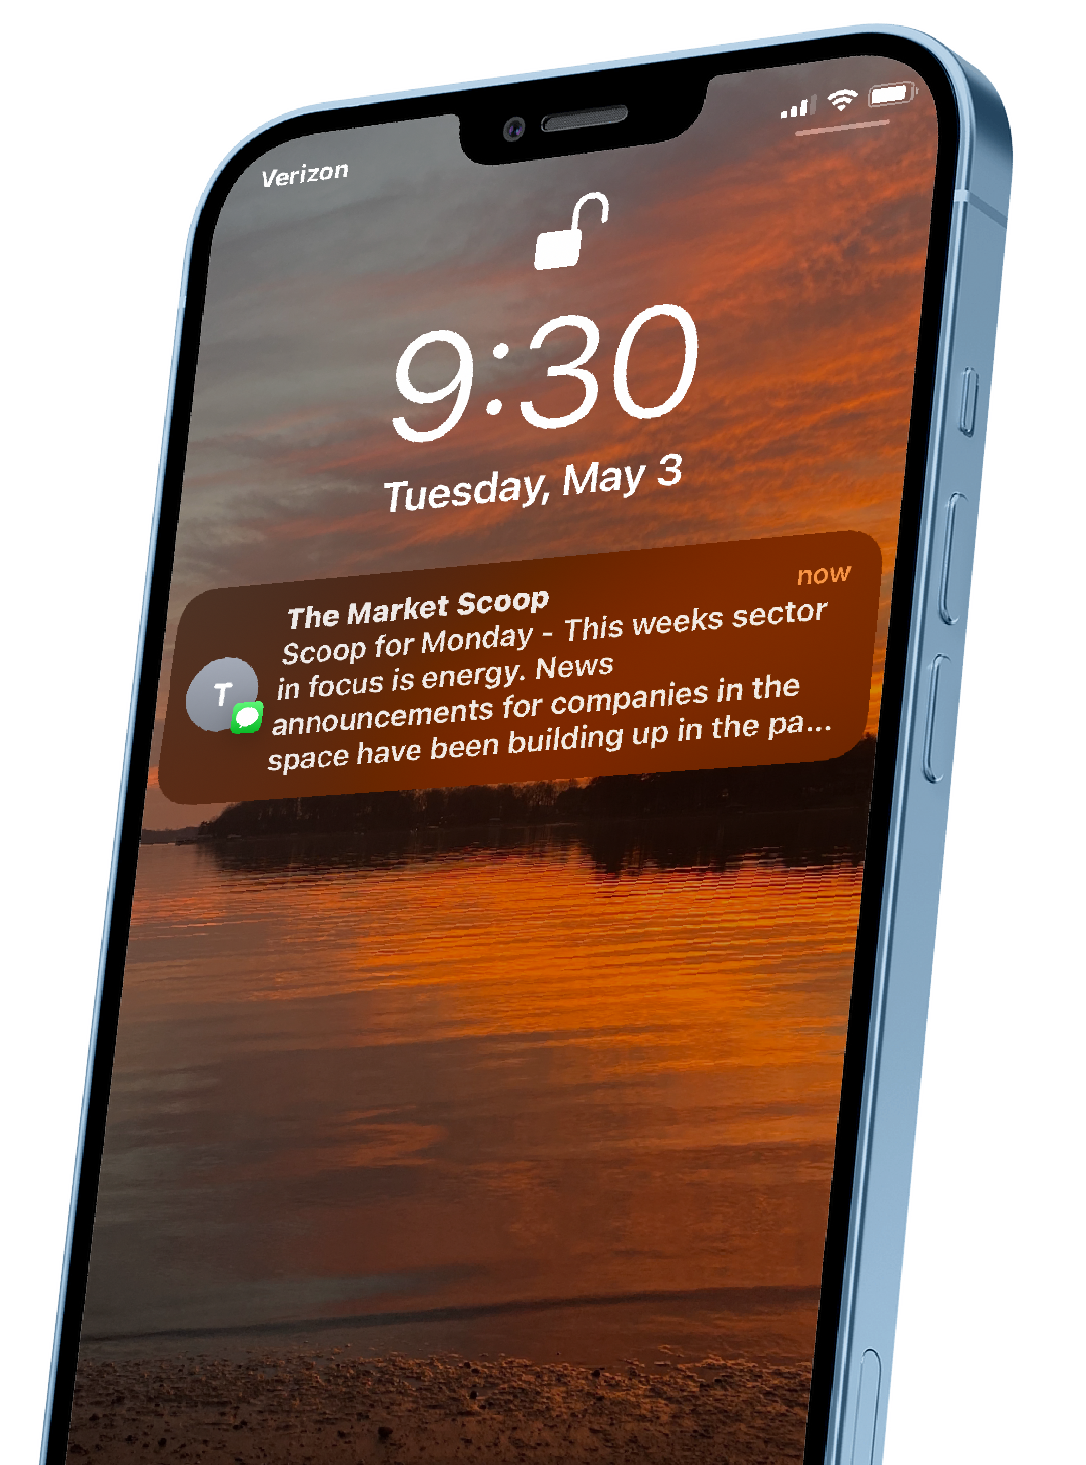 Verizon
9:30
Tuesday, May 3
The Market Scoop
now
Scoop for Monday - This weeks sector
in focus is energy. News
announcements for companies in the
space have been building up in the pa...
T